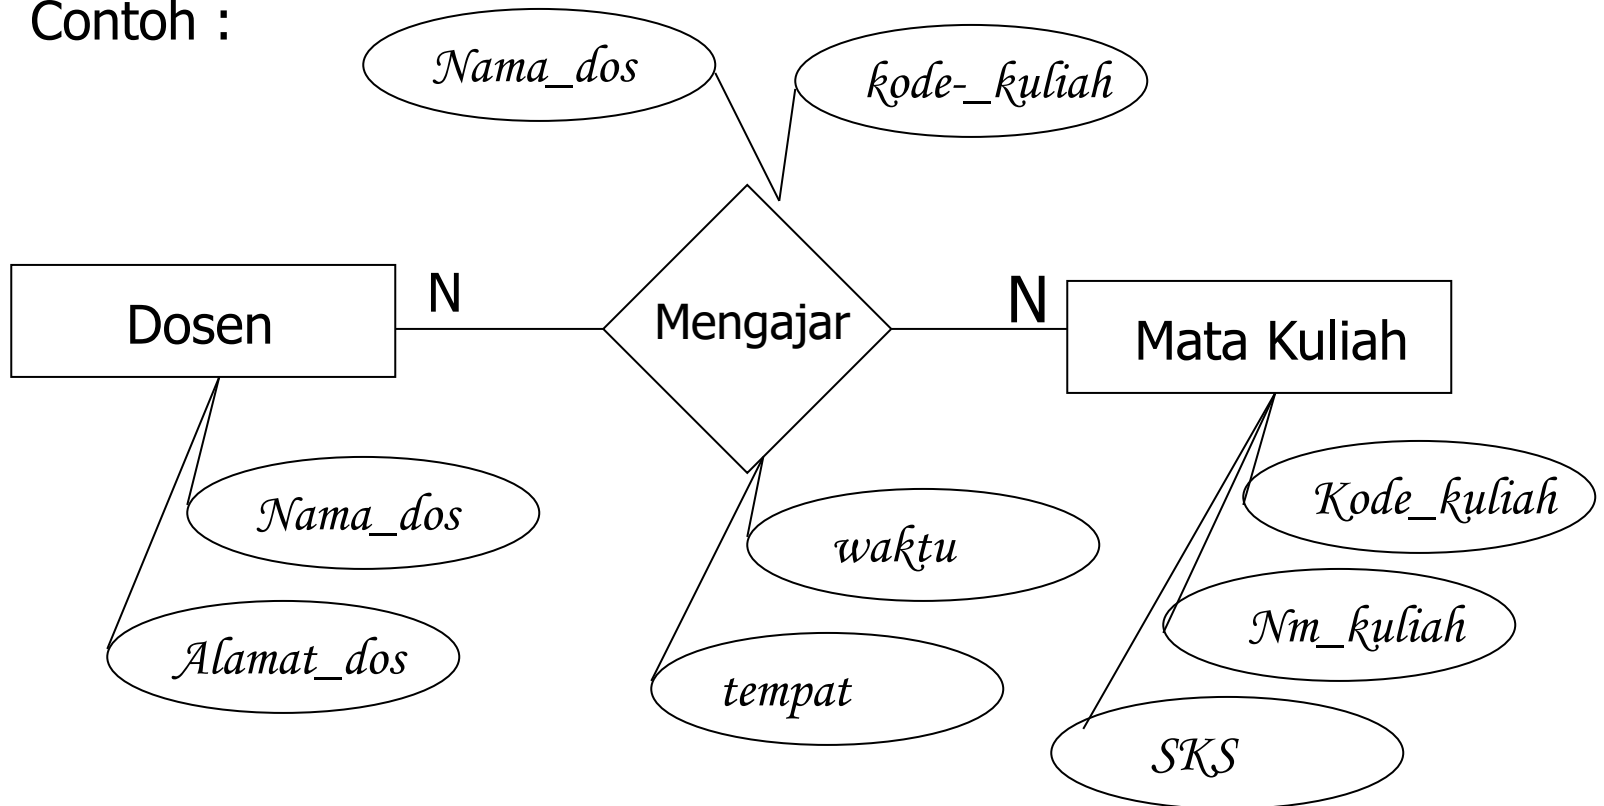 Contoh :
Nama_dos
kode-_kuliah
Dosen
N
Mengajar
N
Mata Kuliah
Nama_dos
Alamat_dos
waktu
tempat
Kode_kuliah
Nm_kuliah
SKS